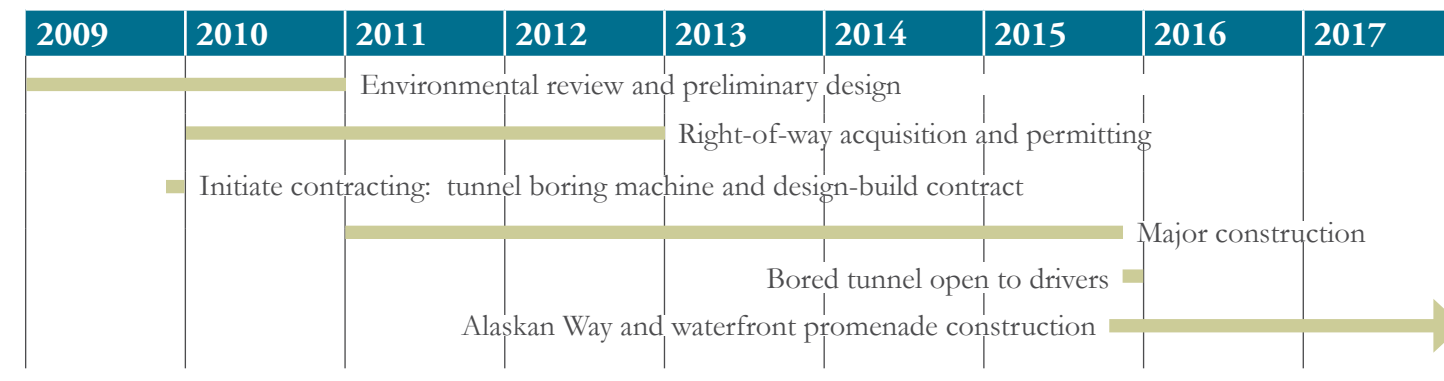 2009 2010 2011 2012 2013 2014 2015 2016 2017
Environmental review and preliminary design
Right-of-way acquisition and permitting
Initiate contracting: tunnel boring machine and design-build contract
Major construction
Bored tunnel open to drivers
Alaskan Way and waterfront promenade construction